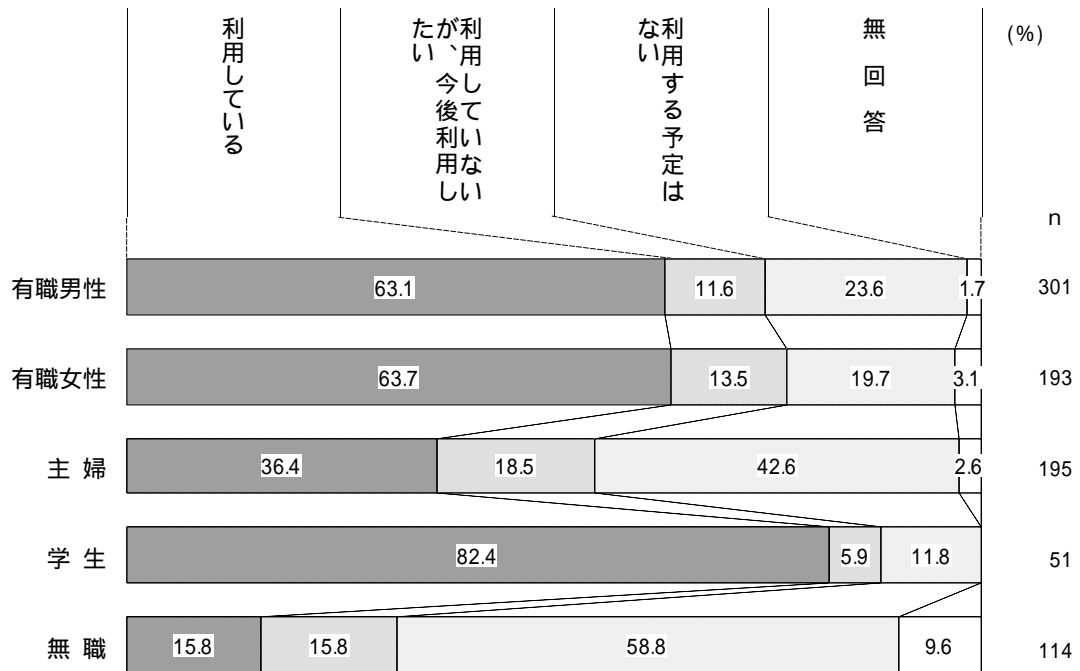 利用している
利用していない
が、今後利用し
たい
利用する予定は
ない
無回答
(%)
n
有職男性 63.1 11.6 23.6 1.7 301
有職女性 63.7 13.5 19.7 3.1 193
主婦 36.4 18.5 42.6 2.6 195
学生 82.4 5.9 11.8 51
無職 15.8 15.8 58.8 9.6 114